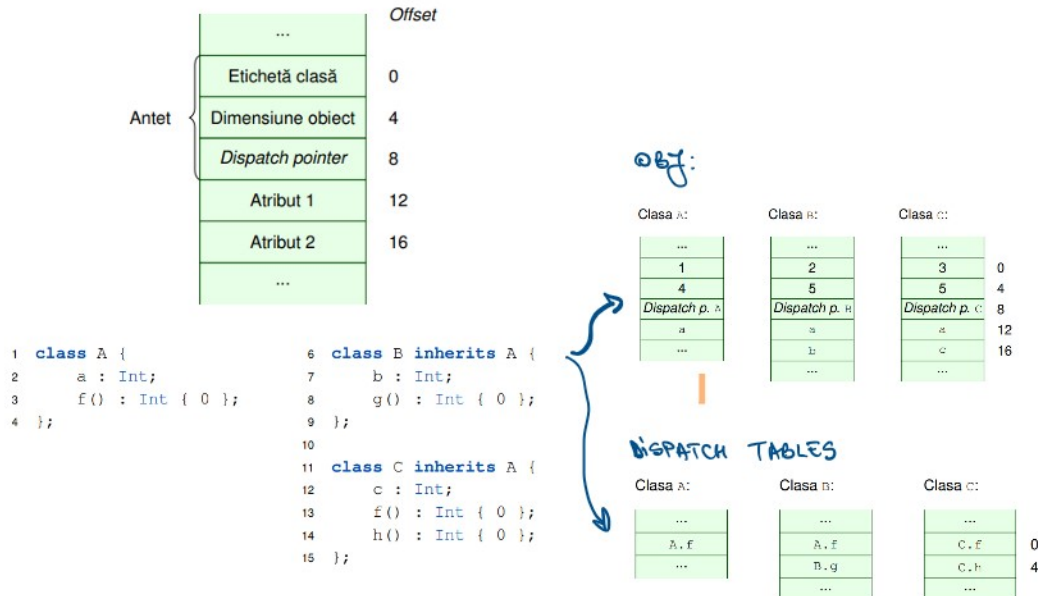 Offset
...
Etichetă clasă 0
Antet Dimensiune obiect 4
Dispatch pointer 8
Atribut 1 12
Atribut 2 16
...
1 class A {
2 a : Int;
3 f() : Int { 0 };
4 };
6 class B inherits A {
7 b : Int;
8 g() : Int { 0 };
9 };
10
11 class C inherits A {
12 c : Int;
13 f() : Int { 0 };
14 h() : Int { 0 };
15 };
OBJ:
Clasa A: Clasa B: Clasa C:
... ... ...
1 2 3 0
4 5 5 4
Dispatch p. A Dispatch p. B Dispatch p. C 8
a a a 12
... b c 16
... ...
DISPATCH TABLES
Clasa A: Clasa B: Clasa C:
... ... ...
A.f A.f C.f 0
... B.g C.h 4
... ...